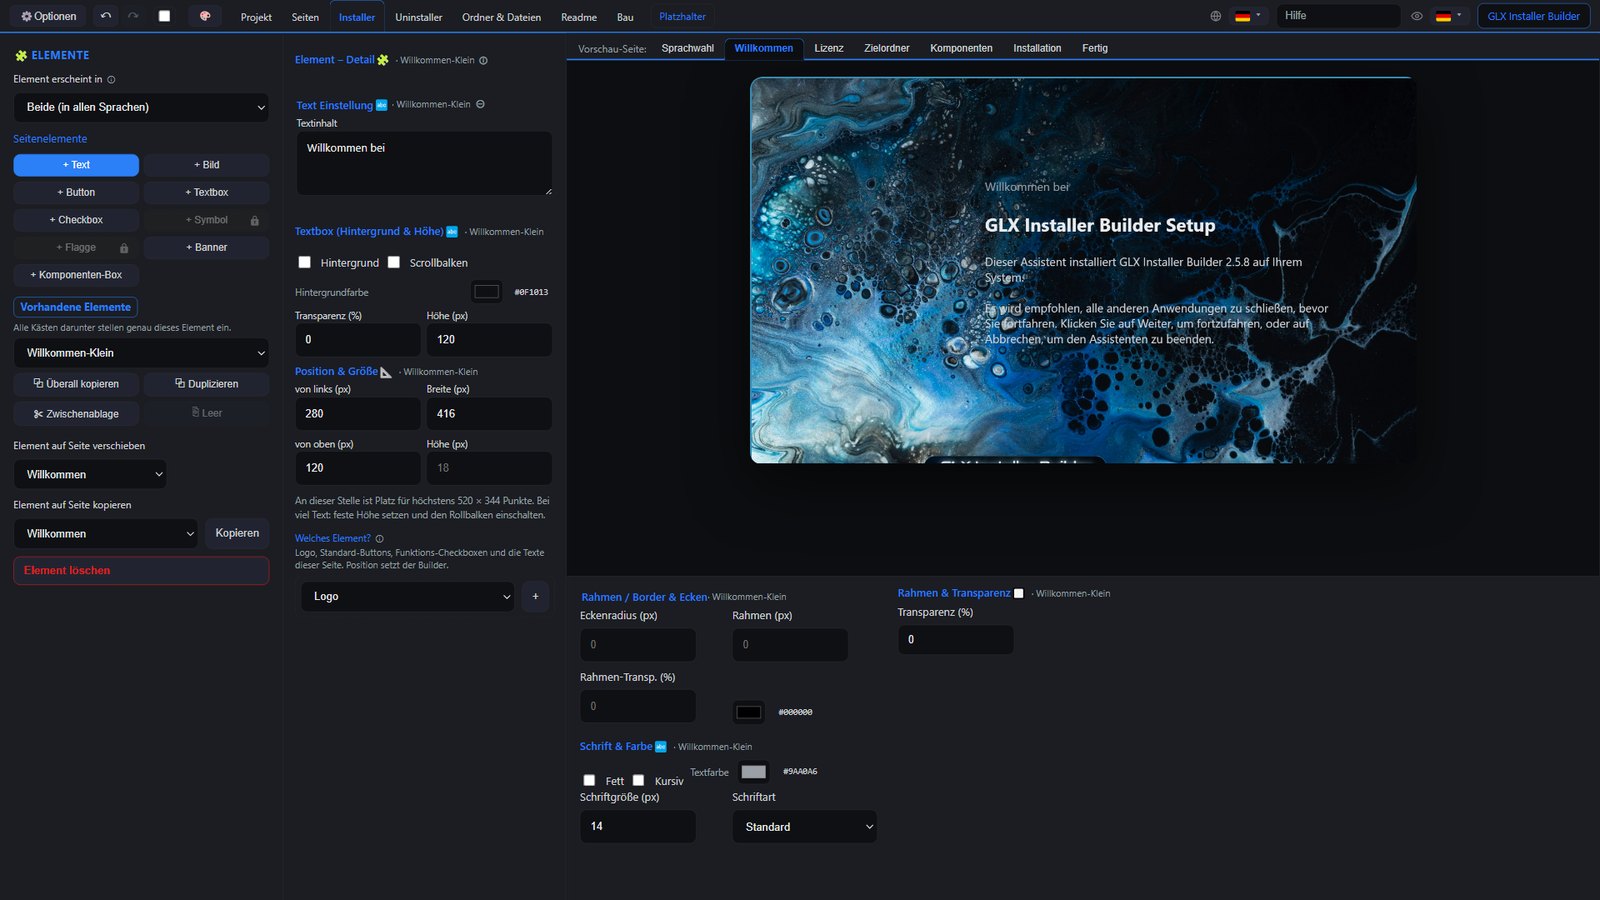 Optionen
Projekt
Seiten
Installer
Uninstaller
Ordner & Dateien
Readme
Bau
Platzhalter
Hilfe
GLX Installer Builder
ELEMENTE
Element erscheint in
Beide (in allen Sprachen)
Seitenelemente
+ Text
+ Bild
+ Button
+ Textbox
+ Checkbox
+ Symbol
+ Flagge
+ Banner
+ Komponenten-Box
Vorhandene Elemente
Alle Kästen darunter stellen genau dieses Element ein.
Willkommen-Klein
Überall kopieren
Duplizieren
Zwischenablage
Leer
Element auf Seite verschieben
Willkommen
Element auf Seite kopieren
Willkommen
Kopieren
Element löschen
Element – Detail · Willkommen-Klein
Text Einstellung abc · Willkommen-Klein
Textinhalt
Willkommen bei
Textbox (Hintergrund & Höhe) abc · Willkommen-Klein
Hintergrund
Scrollbalken
Hintergrundfarbe
#0F1013
Transparenz (%)
Höhe (px)
0
120
Position & Größe · Willkommen-Klein
von links (px)
Breite (px)
280
416
von oben (px)
Höhe (px)
120
18
An dieser Stelle ist Platz für höchstens 520 × 344 Punkte. Bei
viel Text: feste Höhe setzen und den Rollbalken einschalten.
Welches Element?
Logo, Standard-Buttons, Funktions-Checkboxen und die Texte
dieser Seite. Position setzt der Builder.
Logo
+
Vorschau-Seite:
Sprachwahl
Willkommen
Lizenz
Zielordner
Komponenten
Installation
Fertig
Willkommen bei
GLX Installer Builder Setup
Dieser Assistent installiert GLX Installer Builder 2.5.8 auf Ihrem
System.
Es wird empfohlen, alle anderen Anwendungen zu schließen, bevor
Sie fortfahren. Klicken Sie auf Weiter, um fortzufahren, oder auf
Abbrechen, um den Assistenten zu beenden.
GLX Installer Builder
Rahmen / Border & Ecken · Willkommen-Klein
Eckenradius (px)
Rahmen (px)
0
0
Rahmen-Transp. (%)
0
#000000
Rahmen & Transparenz · Willkommen-Klein
Transparenz (%)
0
Schrift & Farbe abc · Willkommen-Klein
Fett
Kursiv
Textfarbe
#9AA0A6
Schriftgröße (px)
Schriftart
14
Standard